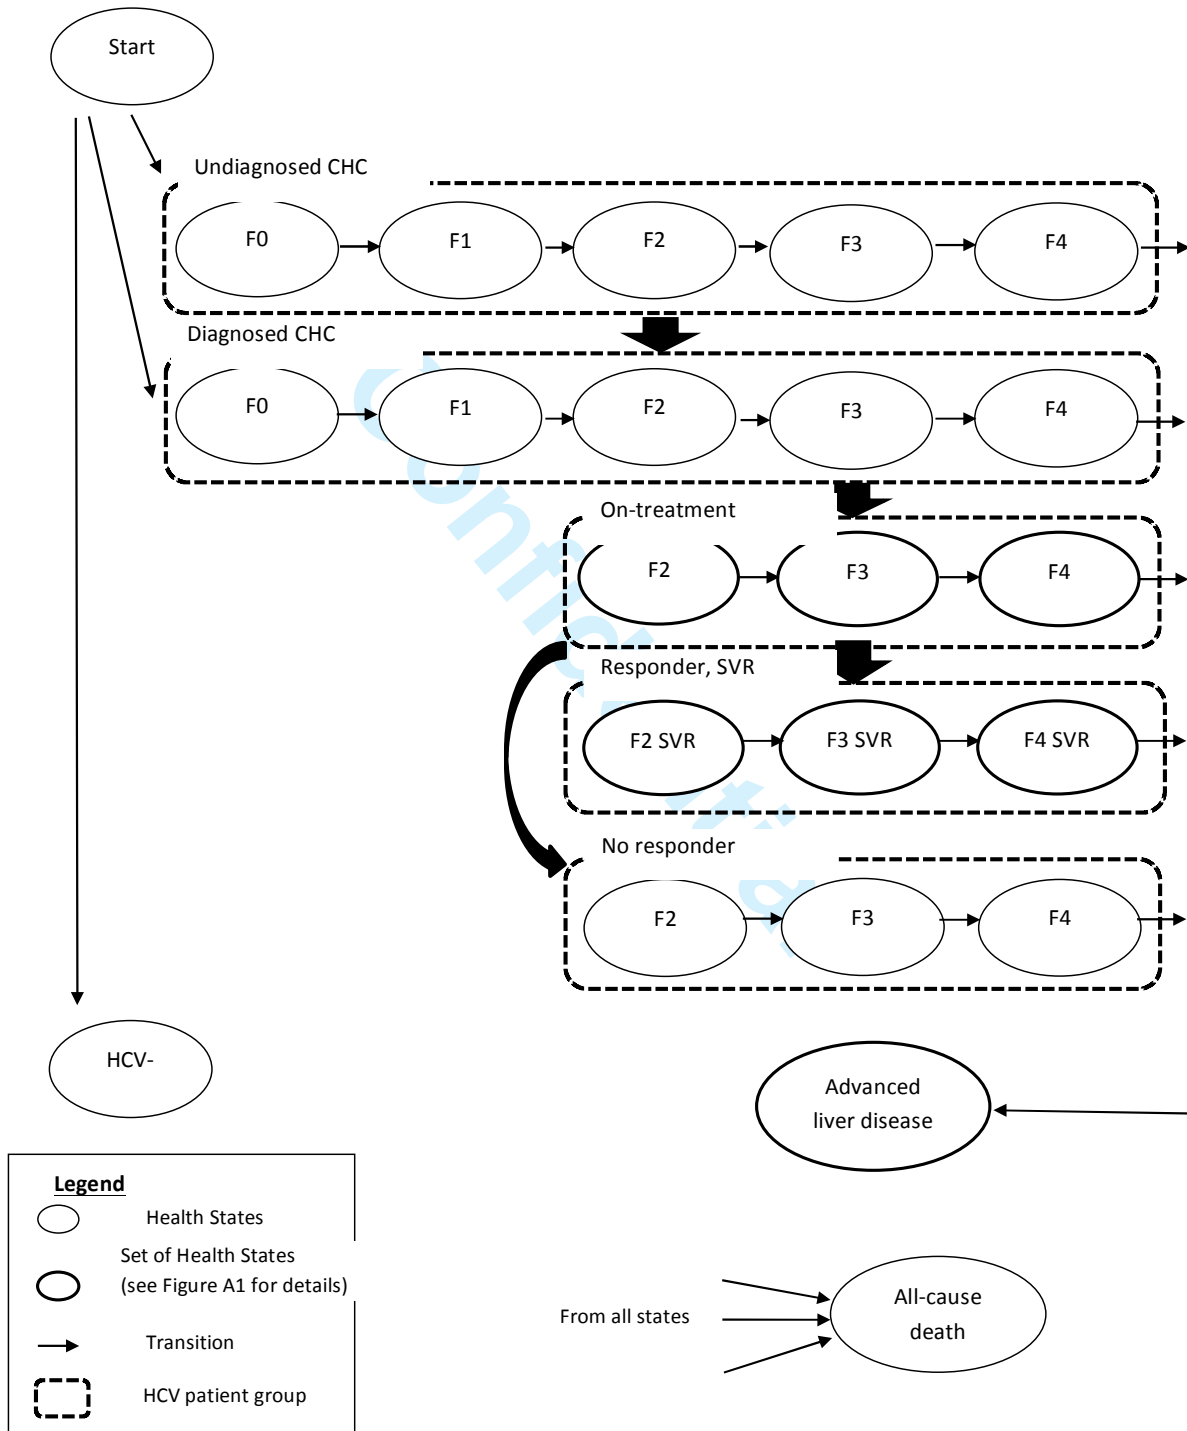 Start
Undiagnosed CHC
F0 F1 F2 F3 F4
Diagnosed CHC
F0 F1 F2 F3 F4
On-treatment
F2 F3 F4
Responder, SVR
F2 SVR F3 SVR F4 SVR
No responder
F2 F3 F4
HCV-
Advanced
liver disease
Legend
Health States
Set of Health States
(see Figure A1 for details)
Transition
HCV patient group
From all states
All-cause
death